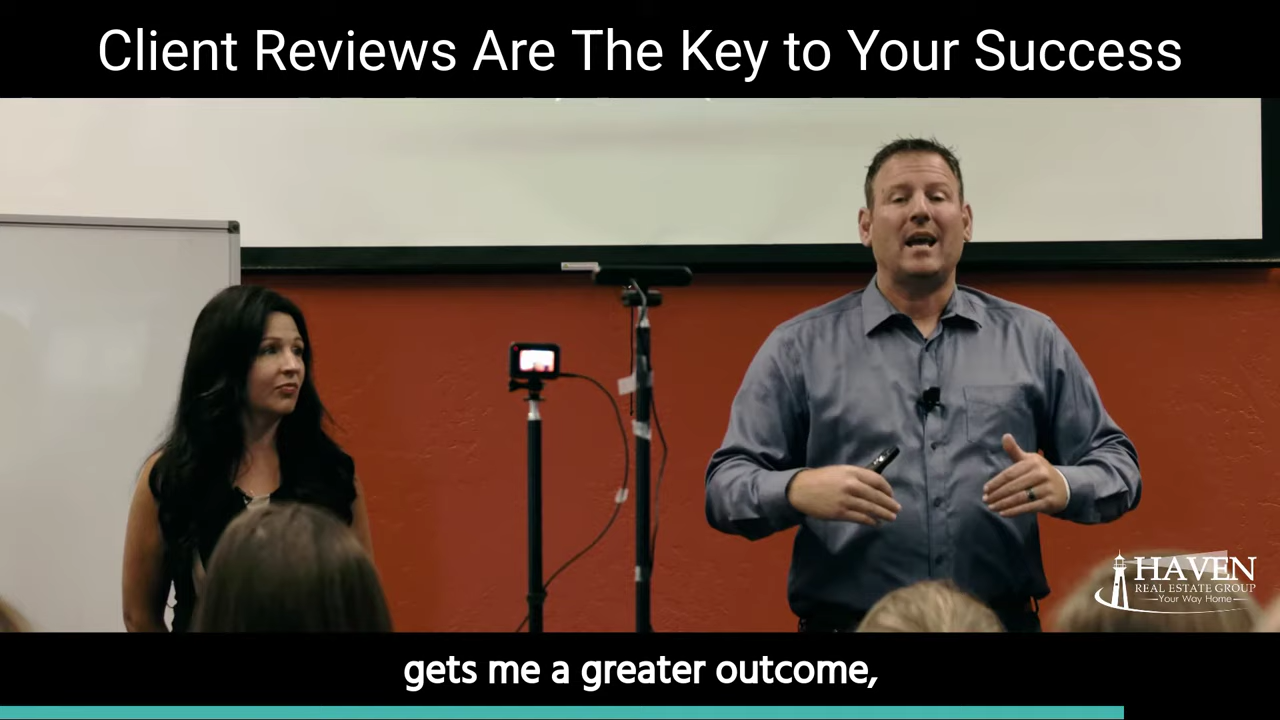 Client Reviews Are The Key to Your Success
HAVEN
REAL ESTATE GROUP
Your Way Home
gets me a greater outcome,